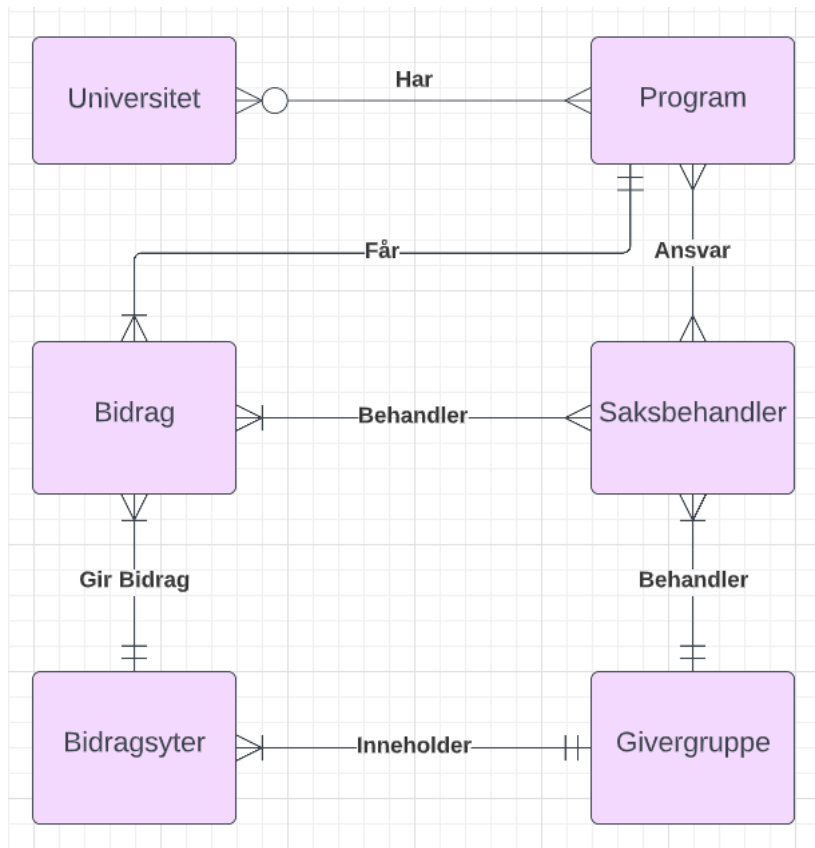 Universitet
Har
Program
Får
Ansvar
Bidrag
Behandler
Saksbehandler
Gir Bidrag
Behandler
Bidragsyter
Inneholder
Givergruppe